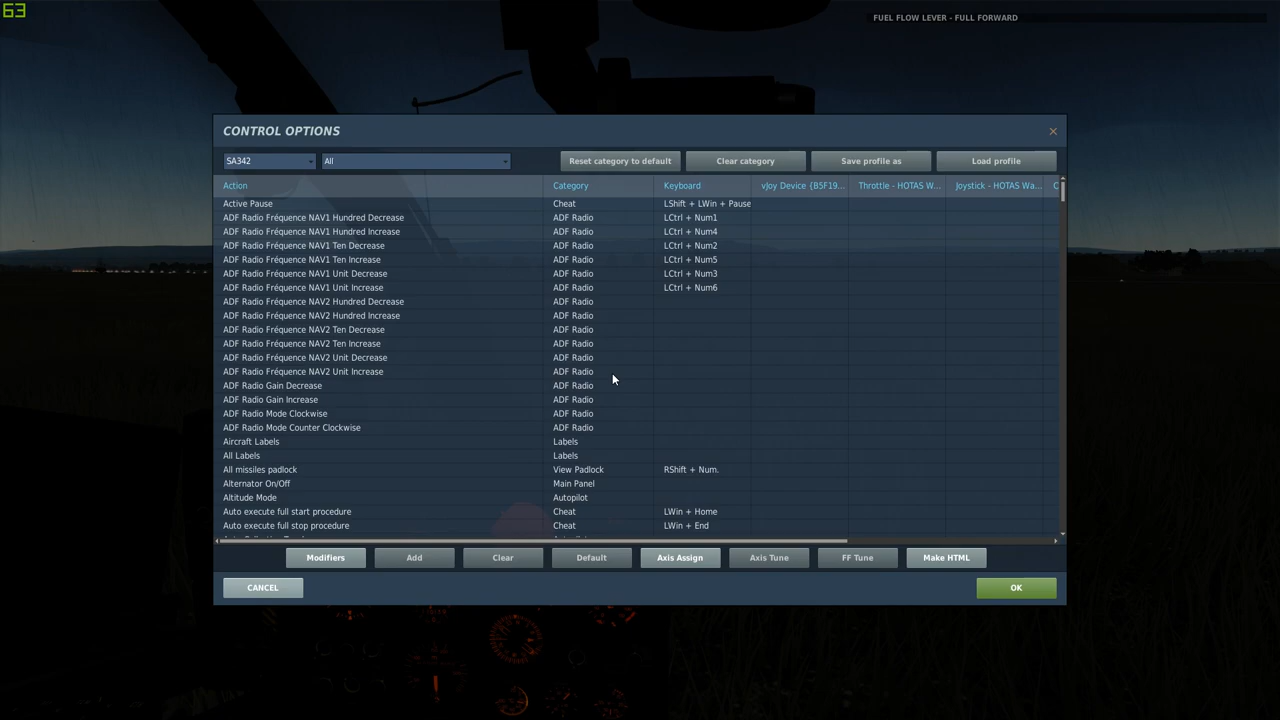 63
FUEL FLOW LEVER - FULL FORWARD
CONTROL OPTIONS
SA342 All Reset category to default Clear category Save profile as Load profile
Action Category Keyboard vJoy Device {B5F19... Throttle - HOTAS W... Joystick - HOTAS Wa... C
Active Pause Cheat LShift + LWin + Pause
ADF Radio Fréquence NAV1 Hundred Decrease ADF Radio LCtrl + Num1
ADF Radio Fréquence NAV1 Hundred Increase ADF Radio LCtrl + Num4
ADF Radio Fréquence NAV1 Ten Decrease ADF Radio LCtrl + Num2
ADF Radio Fréquence NAV1 Ten Increase ADF Radio LCtrl + Num5
ADF Radio Fréquence NAV1 Unit Decrease ADF Radio LCtrl + Num3
ADF Radio Fréquence NAV1 Unit Increase ADF Radio LCtrl + Num6
ADF Radio Fréquence NAV2 Hundred Decrease ADF Radio
ADF Radio Fréquence NAV2 Hundred Increase ADF Radio
ADF Radio Fréquence NAV2 Ten Decrease ADF Radio
ADF Radio Fréquence NAV2 Ten Increase ADF Radio
ADF Radio Fréquence NAV2 Unit Decrease ADF Radio
ADF Radio Fréquence NAV2 Unit Increase ADF Radio
ADF Radio Gain Decrease ADF Radio
ADF Radio Gain Increase ADF Radio
ADF Radio Mode Clockwise ADF Radio
ADF Radio Mode Counter Clockwise ADF Radio
Aircraft Labels Labels
All Labels Labels
All missiles padlock View Padlock RShift + Num.
Alternator On/Off Main Panel
Altitude Mode Autopilot
Auto execute full start procedure Cheat LWin + Home
Auto execute full stop procedure Cheat LWin + End
Modifiers Add Clear Default Axis Assign Axis Tune FF Tune Make HTML
CANCEL OK